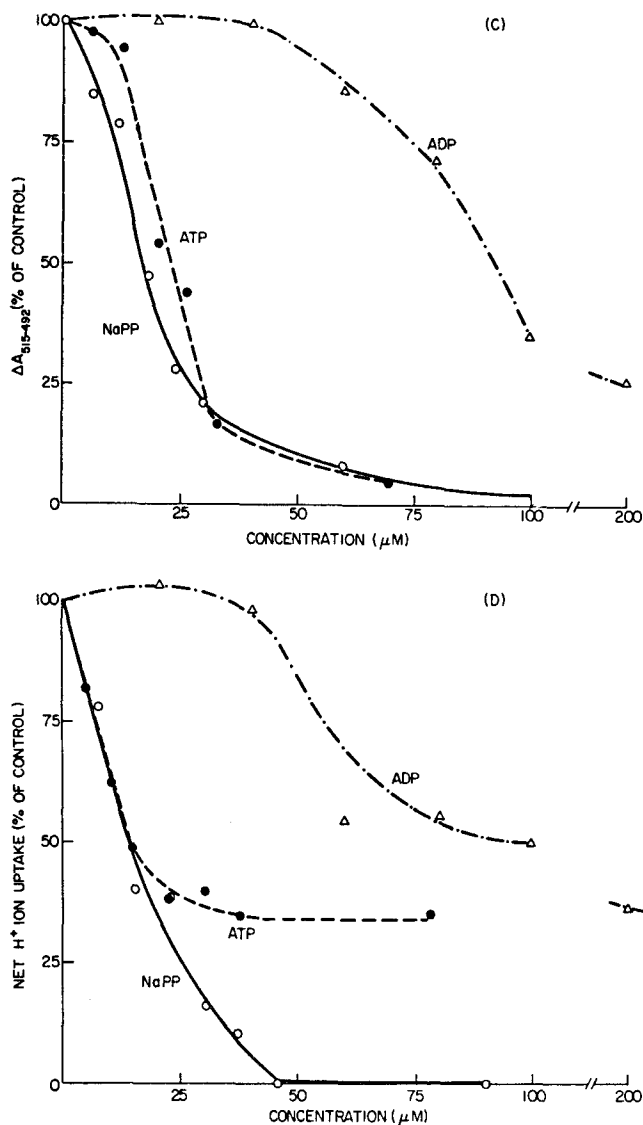 (C)
100
75
50
25
0
ΔA515-492 (% OF CONTROL)
ADP
ATP
NaPP
25
50
75
100
200
CONCENTRATION (μM)
(D)
100
75
50
25
0
NET H+ ION UPTAKE (% OF CONTROL)
ADP
ATP
NaPP
25
50
75
100
200
CONCENTRATION (μM)